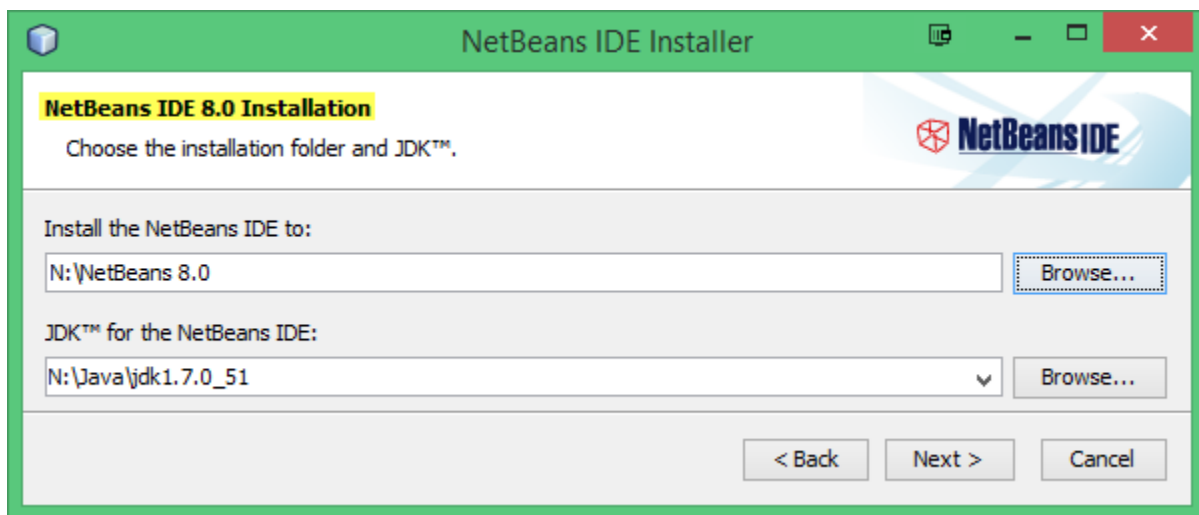 NetBeans IDE Installer
NetBeans IDE 8.0 Installation
Choose the installation folder and JDK™.
NetBeans IDE
Install the NetBeans IDE to:
N:\NetBeans 8.0
Browse...
JDK™ for the NetBeans IDE:
N:\Java\jdk1.7.0_51
Browse...
< Back
Next >
Cancel